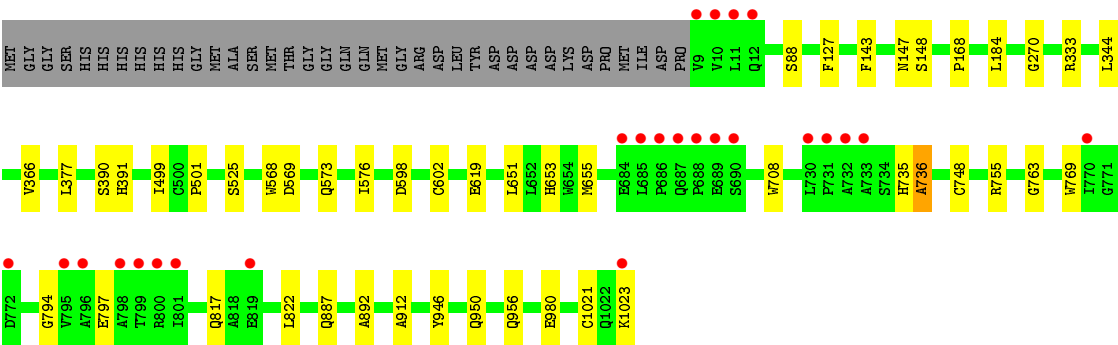 MET GLY GLY SER HIS HIS HIS HIS HIS HIS GLY MET ALA SER MET THR GLY GLY GLN GLN MET GLY ARG ASP LEU TYR ASP ASP ASP ASP LYS ASP PRO MET ILE ASP PRO V9 V10 L11 Q12 S88 F127 F143 N147 S148 P168 L184 G270 R333 L344
V366 L377 S390 H391 I499 C500 P501 S525 W568 D569 Q573 I576 D598 C602 E619 L651 L652 H653 W654 M655 E684 L685 P686 Q687 P688 E689 S690 W708 L730 P731 A732 A733 S734 H735 A736 C748 R755 G763 W769 I770 G771
D772 G794 V795 A796 E797 A798 T799 R800 I801 Q817 A818 E819 L822 Q887 A892 A912 Y946 Q950 Q956 E980 C1021 Q1022 K1023